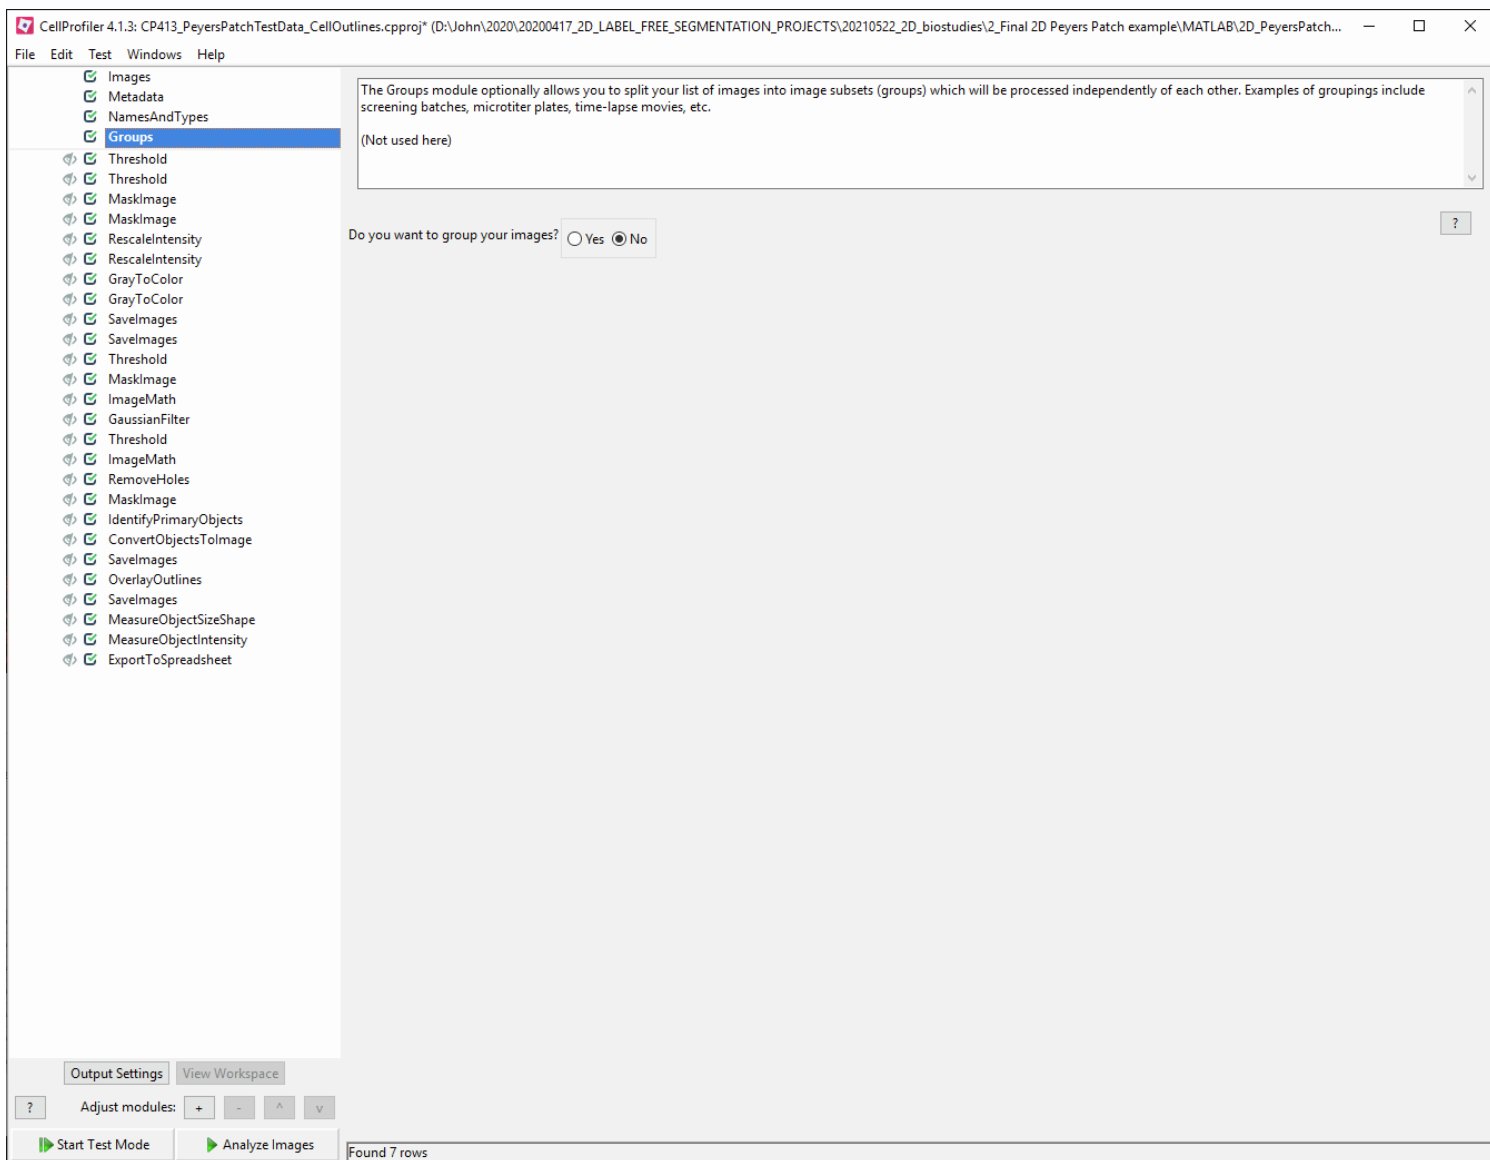 CellProfiler 4.1.3: CP413_PeyersPatchTestData_CellOutlines.cpproj* (D:\John\2020\20200417_2D_LABEL_FREE_SEGMENTATION_PROJECTS\20210522_2D_biostudies\2_Final 2D Peyers Patch example\MATLAB\2D_PeyersPatch...
File Edit Test Windows Help
Images
Metadata
NamesAndTypes
Groups
Threshold
Threshold
MaskImage
MaskImage
RescaleIntensity
RescaleIntensity
GrayToColor
GrayToColor
SaveImages
SaveImages
Threshold
MaskImage
ImageMath
GaussianFilter
Threshold
ImageMath
RemoveHoles
MaskImage
IdentifyPrimaryObjects
ConvertObjectsToImage
SaveImages
OverlayOutlines
SaveImages
MeasureObjectSizeShape
MeasureObjectIntensity
ExportToSpreadsheet
Output Settings View Workspace
? Adjust modules: + - ^ v
Start Test Mode Analyze Images
The Groups module optionally allows you to split your list of images into image subsets (groups) which will be processed independently of each other. Examples of groupings include
screening batches, microtiter plates, time-lapse movies, etc.
(Not used here)
?
Do you want to group your images? Yes No
Found 7 rows